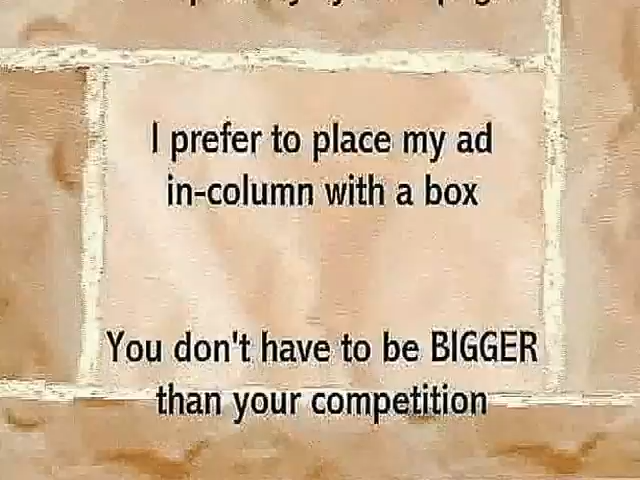 I prefer to place my ad
in-column with a box
You don't have to be BIGGER
than your competition